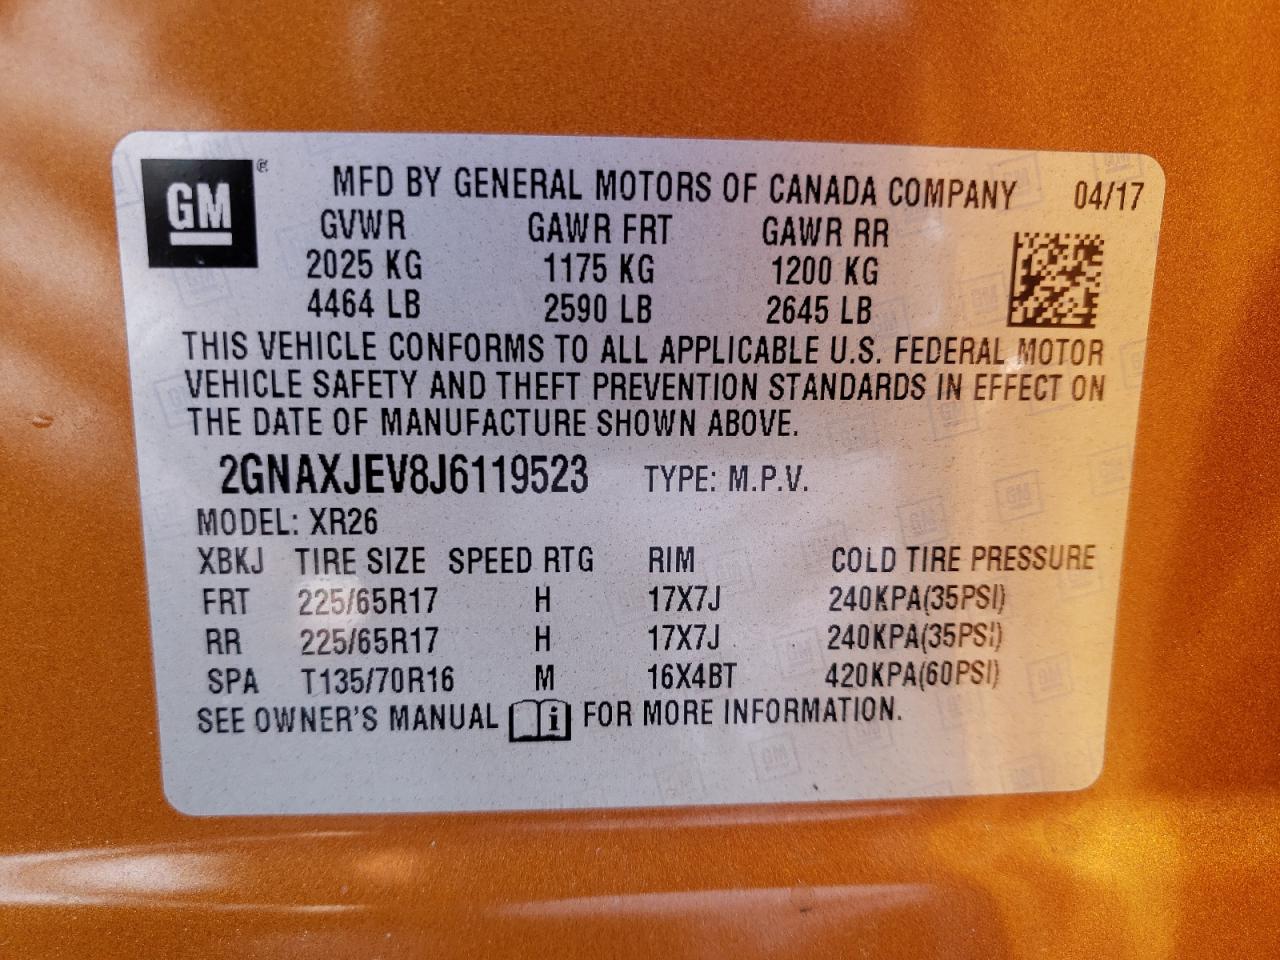 GM ®
MFD BY GENERAL MOTORS OF CANADA COMPANY 04/17
GVWR GAWR FRT GAWR RR
2025 KG 1175 KG 1200 KG
4464 LB 2590 LB 2645 LB
THIS VEHICLE CONFORMS TO ALL APPLICABLE U.S. FEDERAL MOTOR
VEHICLE SAFETY AND THEFT PREVENTION STANDARDS IN EFFECT ON
THE DATE OF MANUFACTURE SHOWN ABOVE.
2GNAXJEV8J6119523 TYPE: M.P.V.
MODEL: XR26
XBKJ TIRE SIZE SPEED RTG RIM COLD TIRE PRESSURE
FRT 225/65R17 H 17X7J 240KPA(35PSI)
RR 225/65R17 H 17X7J 240KPA(35PSI)
SPA T135/70R16 M 16X4BT 420KPA(60PSI)
SEE OWNER'S MANUAL i FOR MORE INFORMATION.